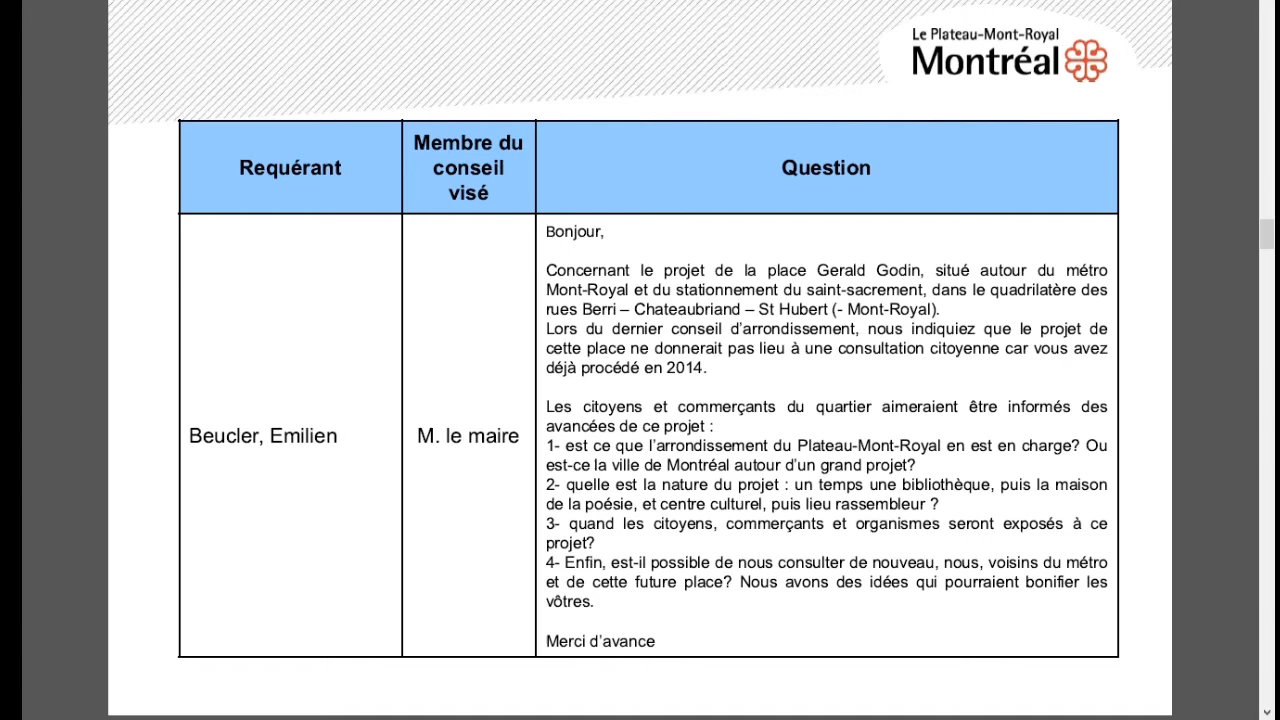 Le Plateau-Mont-Royal
Montréal
Requérant
Membre du
conseil
visé
Question
Beucler, Emilien
M. le maire
Bonjour,
Concernant le projet de la place Gerald Godin, situé autour du métro
Mont-Royal et du stationnement du saint-sacrement, dans le quadrilatère des
rues Berri – Chateaubriand – St Hubert (- Mont-Royal).
Lors du dernier conseil d’arrondissement, nous indiquiez que le projet de
cette place ne donnerait pas lieu à une consultation citoyenne car vous avez
déjà procédé en 2014.
Les citoyens et commerçants du quartier aimeraient être informés des
avancées de ce projet :
1- est ce que l’arrondissement du Plateau-Mont-Royal en est en charge? Ou
est-ce la ville de Montréal autour d’un grand projet?
2- quelle est la nature du projet : un temps une bibliothèque, puis la maison
de la poésie, et centre culturel, puis lieu rassembleur ?
3- quand les citoyens, commerçants et organismes seront exposés à ce
projet?
4- Enfin, est-il possible de nous consulter de nouveau, nous, voisins du métro
et de cette future place? Nous avons des idées qui pourraient bonifier les
vôtres.
Merci d’avance